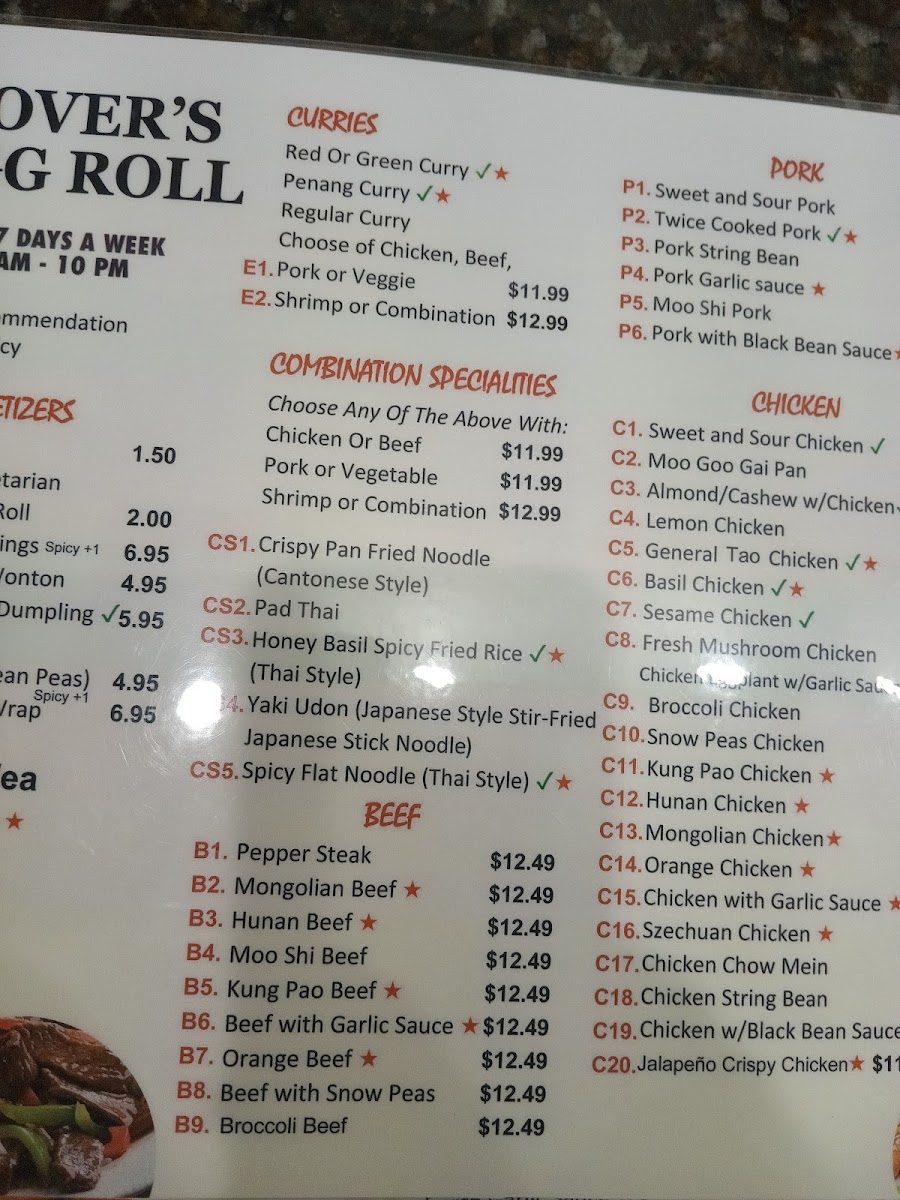 OVER'S
GG ROLL
7 DAYS A WEEK
AM - 10 PM
mmendation
cy
ETIZERS
1.50
etarian
Roll 2.00
ings Spicy +1 6.95
Wonton 4.95
Dumpling ✓5.95
ean Peas) 4.95
Spicy +1
Wrap 6.95
Tea
★
CURRIES
Red Or Green Curry ✓★
Penang Curry ✓★
Regular Curry
Choose of Chicken, Beef,
E1. Pork or Veggie $11.99
E2. Shrimp or Combination $12.99
COMBINATION SPECIALITIES
Choose Any Of The Above With:
Chicken Or Beef $11.99
Pork or Vegetable $11.99
Shrimp or Combination $12.99
CS1. Crispy Pan Fried Noodle
(Cantonese Style)
CS2. Pad Thai
CS3. Honey Basil Spicy Fried Rice ✓★
(Thai Style)
CS4. Yaki Udon (Japanese Style Stir-Fried
Japanese Stick Noodle)
CS5. Spicy Flat Noodle (Thai Style) ✓★
BEEF
B1. Pepper Steak $12.49
B2. Mongolian Beef ★ $12.49
B3. Hunan Beef ★ $12.49
B4. Moo Shi Beef $12.49
B5. Kung Pao Beef ★ $12.49
B6. Beef with Garlic Sauce ★ $12.49
B7. Orange Beef ★ $12.49
B8. Beef with Snow Peas $12.49
B9. Broccoli Beef $12.49
PORK
P1. Sweet and Sour Pork
P2. Twice Cooked Pork ✓★
P3. Pork String Bean
P4. Pork Garlic sauce ★
P5. Moo Shi Pork
P6. Pork with Black Bean Sauce★
CHICKEN
C1. Sweet and Sour Chicken ✓
C2. Moo Goo Gai Pan
C3. Almond/Cashew w/Chicken✓
C4. Lemon Chicken
C5. General Tao Chicken ✓★
C6. Basil Chicken ✓★
C7. Sesame Chicken ✓
C8. Fresh Mushroom Chicken
Chicken Eggplant w/Garlic Sauce
C9. Broccoli Chicken
C10. Snow Peas Chicken
C11. Kung Pao Chicken ★
C12. Hunan Chicken ★
C13. Mongolian Chicken★
C14. Orange Chicken ★
C15. Chicken with Garlic Sauce ★
C16. Szechuan Chicken ★
C17. Chicken Chow Mein
C18. Chicken String Bean
C19. Chicken w/Black Bean Sauce
C20. Jalapeño Crispy Chicken★ $11